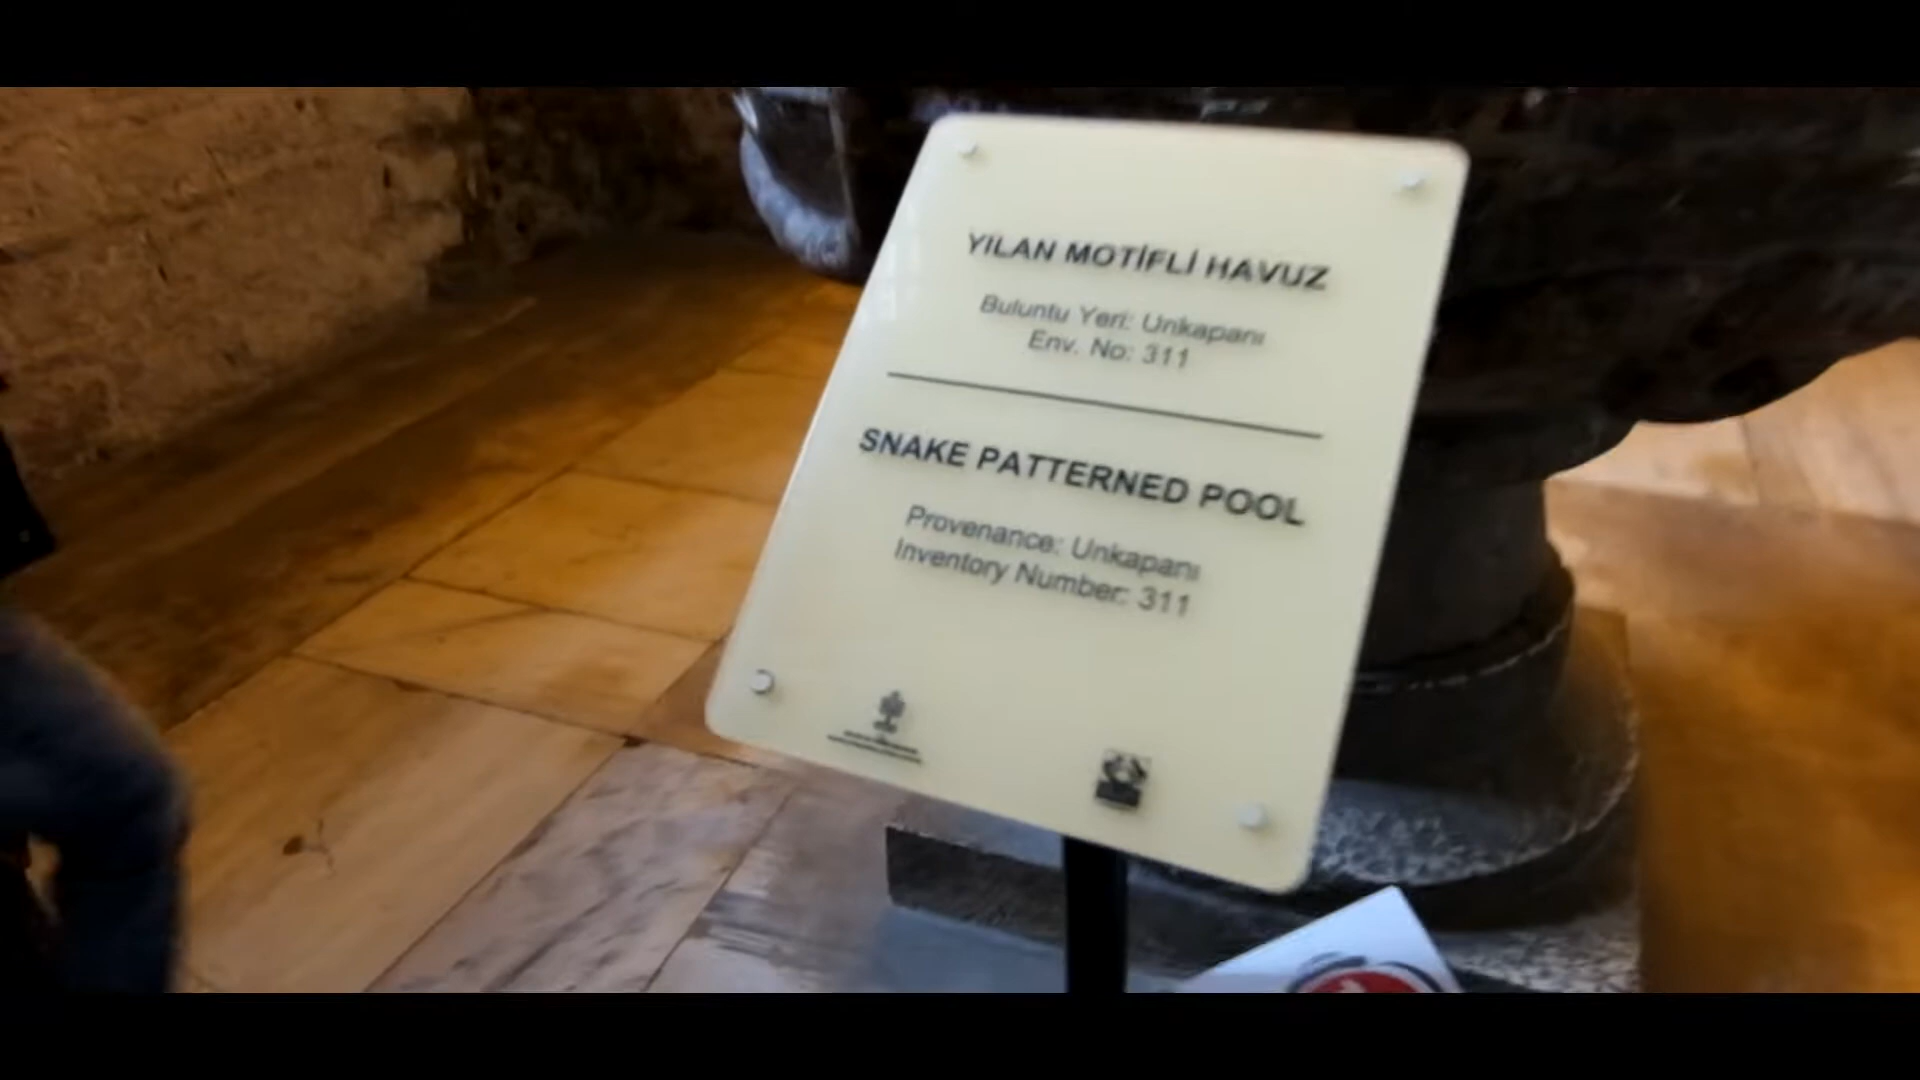 YILAN MOTİFLİ HAVUZ
Buluntu Yeri: Unkapanı
Env. No: 311
SNAKE PATTERNED POOL
Provenance: Unkapanı
Inventory Number: 311